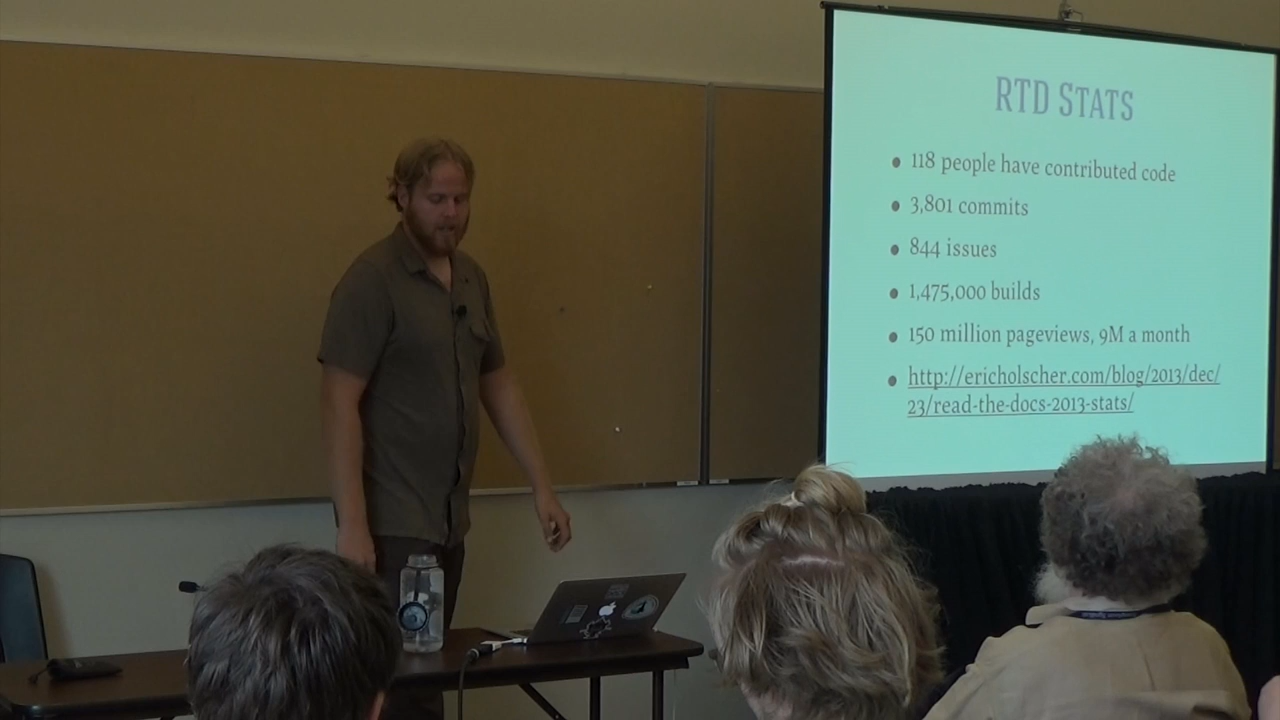 RTD Stats
118 people have contributed code
3,801 commits
844 issues
1,475,000 builds
150 million pageviews, 9M a month
http://ericholscher.com/blog/2013/dec/
23/read-the-docs-2013-stats/